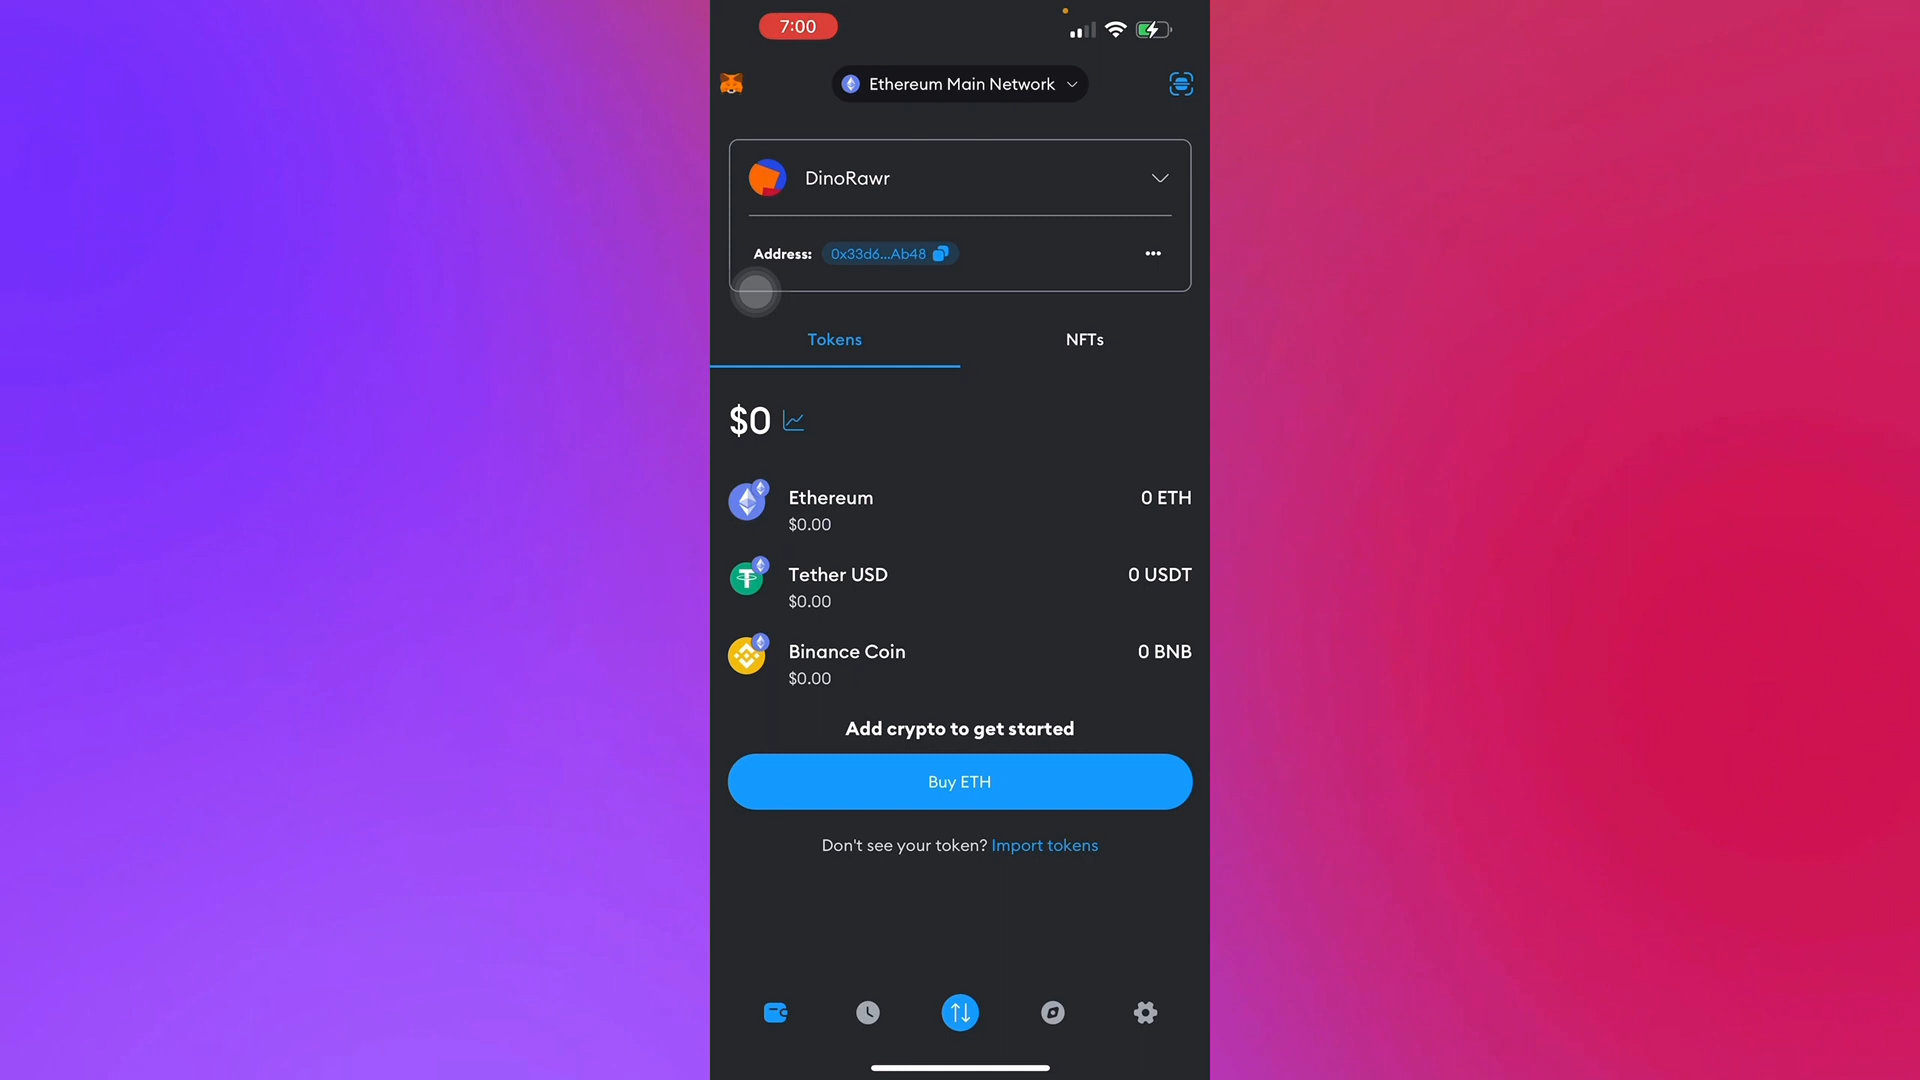 7:00
Ethereum Main Network
DinoRawr
Address: 0x33d6...Ab48
Tokens
NFTs
$0
Ethereum
0 ETH
$0.00
Tether USD
0 USDT
$0.00
Binance Coin
0 BNB
$0.00
Add crypto to get started
Buy ETH
Don't see your token? Import tokens